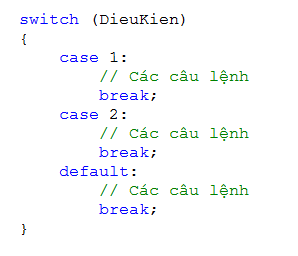 switch (DieuKien)
{
    case 1:
        // Các câu lệnh
        break;
    case 2:
        // Các câu lệnh
        break;
    default:
        // Các câu lệnh
        break;
}